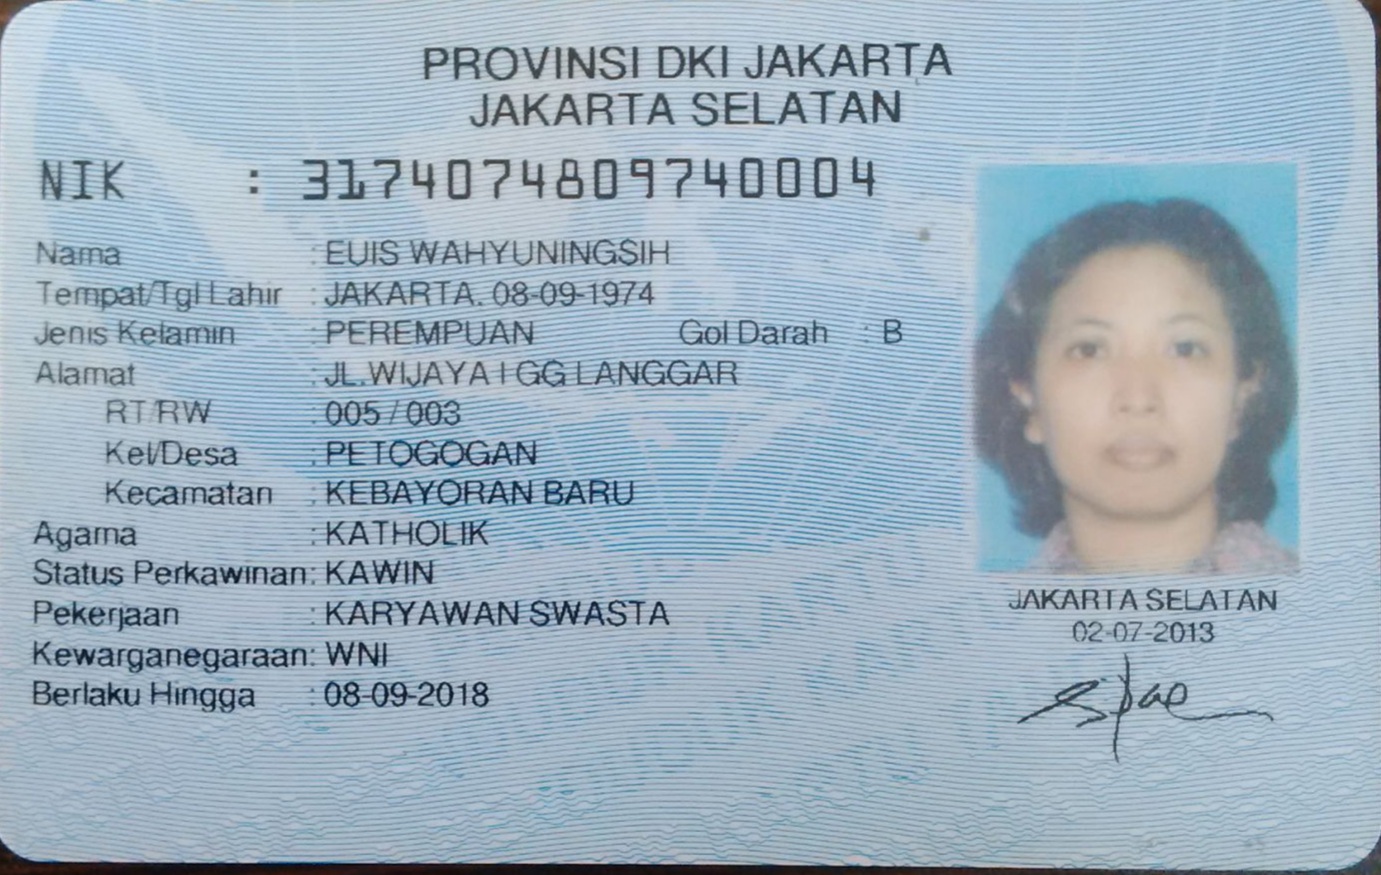 PROVINSI DKI JAKARTA
JAKARTA SELATAN
NIK : 3174074809740004
Nama : EUIS WAHYUNINGSIH
Tempat/Tgl Lahir : JAKARTA, 08-09-1974
Jenis Kelamin : PEREMPUAN Gol Darah : B
Alamat : JL.WIJAYA I GG LANGGAR
RT/RW : 005 / 003
Kel/Desa : PETOGOGAN
Kecamatan : KEBAYORAN BARU
Agama : KATHOLIK
Status Perkawinan: KAWIN
Pekerjaan : KARYAWAN SWASTA
Kewarganegaraan: WNI
Berlaku Hingga : 08-09-2018
JAKARTA SELATAN
02-07-2013